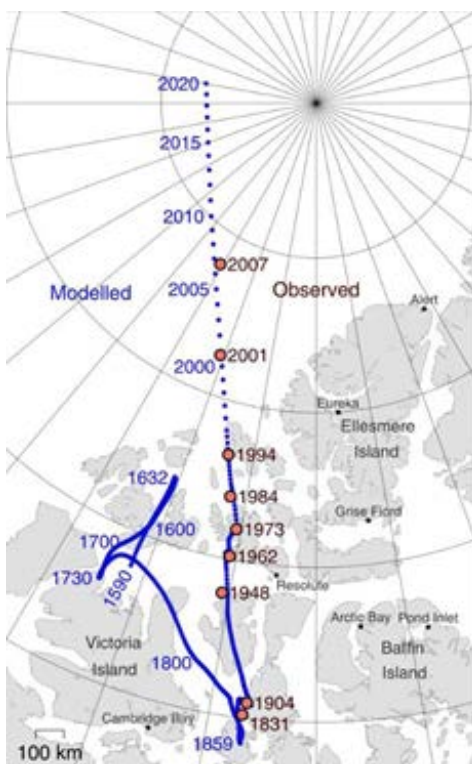 2020
2015
2010
2007
Modelled
2005
Observed
Alert
2001
2000
Eureka
Ellesmere
Island
1994
1632
1984
1700
1600
1973
Grise Fiord
1962
1730
1590
1948
Resolute
Victoria
Island
1800
Arctic Bay
Pond Inlet
Baffin
Island
1904
1831
Cambridge Bay
1859
100 km